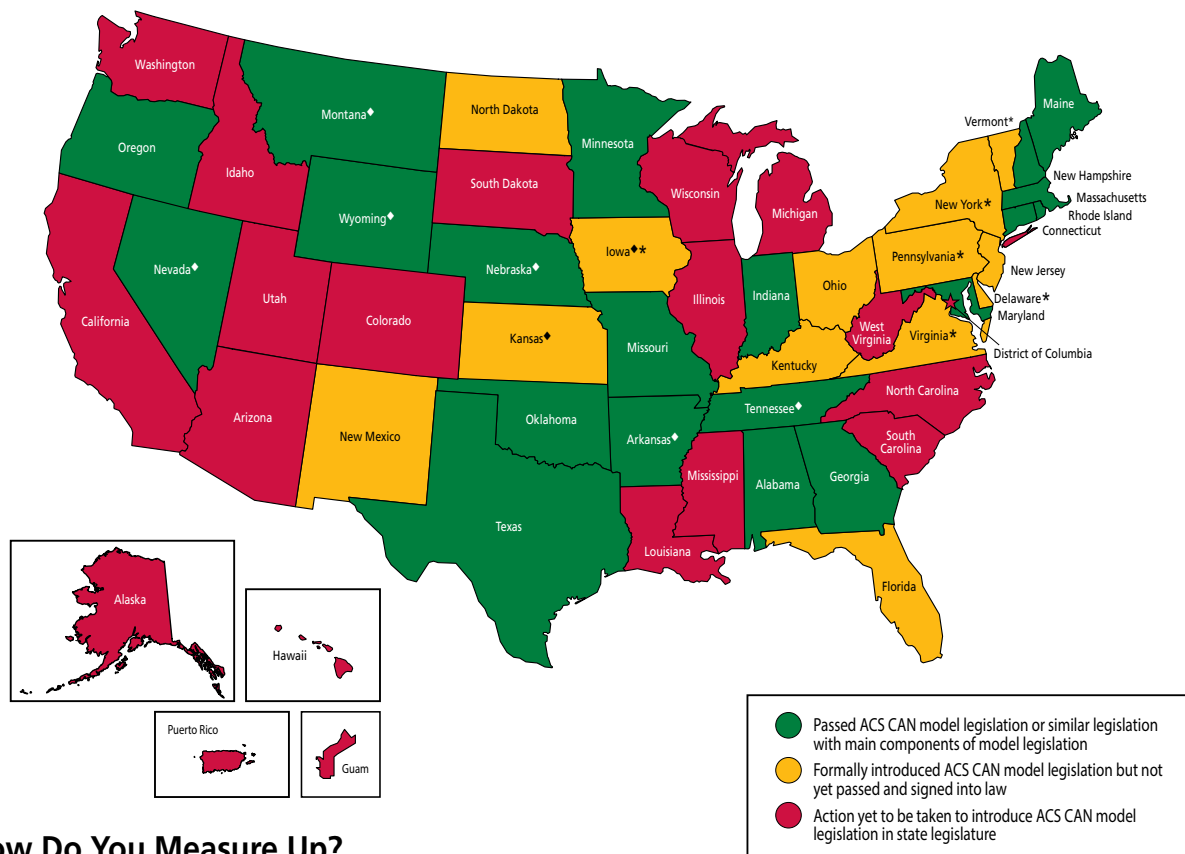 Washington
Oregon
Idaho
Montana♦
North Dakota
Minnesota
South Dakota
Wyoming♦
Wisconsin
Michigan
Vermont*
Maine
New Hampshire
Massachusetts
New York*
Rhode Island
Connecticut
Nevada♦
Utah
Nebraska♦
Iowa♦*
Pennsylvania*
New Jersey
California
Colorado
Kansas♦
Illinois
Indiana
Ohio
Delaware*
Maryland
West
Virginia
Virginia*
District of Columbia
Missouri
Kentucky
Arizona
New Mexico
Oklahoma
Arkansas♦
Tennessee♦
North Carolina
South
Carolina
Texas
Mississippi
Alabama
Georgia
Louisiana
Florida
Alaska
Hawaii
Puerto Rico
Guam
Passed ACS CAN model legislation or similar legislation
with main components of model legislation
Formally introduced ACS CAN model legislation but not
yet passed and signed into law
Action yet to be taken to introduce ACS CAN model
legislation in state legislature
ow Do You Measure Up?